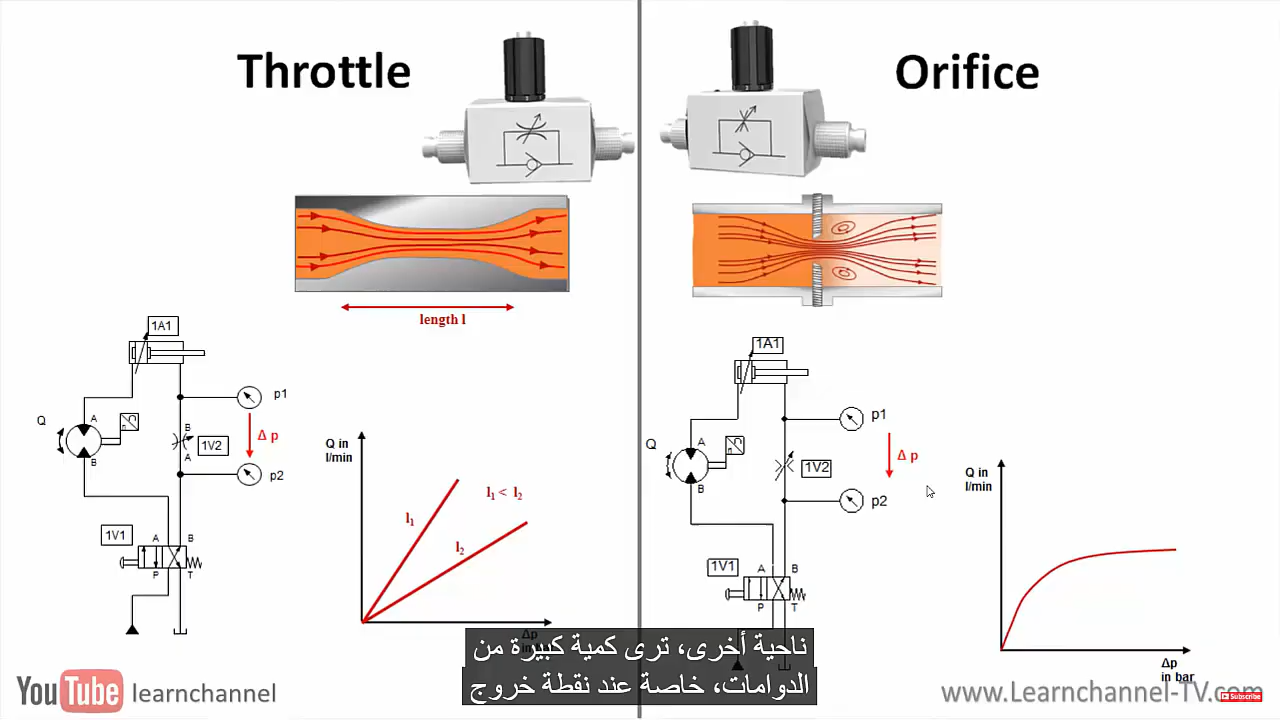 Throttle
length l
1A1
p1
Q
A
B
Δ p
1V2
B
A
p2
1V1
A
B
P
T
Q in
l/min
l1
l2
l1 < l2
Δp
Orifice
1A1
p1
Q
A
B
Δ p
1V2
p2
1V1
A
B
P
T
Q in
l/min
Δp
in bar
ناحية أخرى، ترى كمية كبيرة من
الدوامات، خاصة عند نقطة خروج
YouTube learnchannel
www.Learnchannel-TV.com
Subscribe